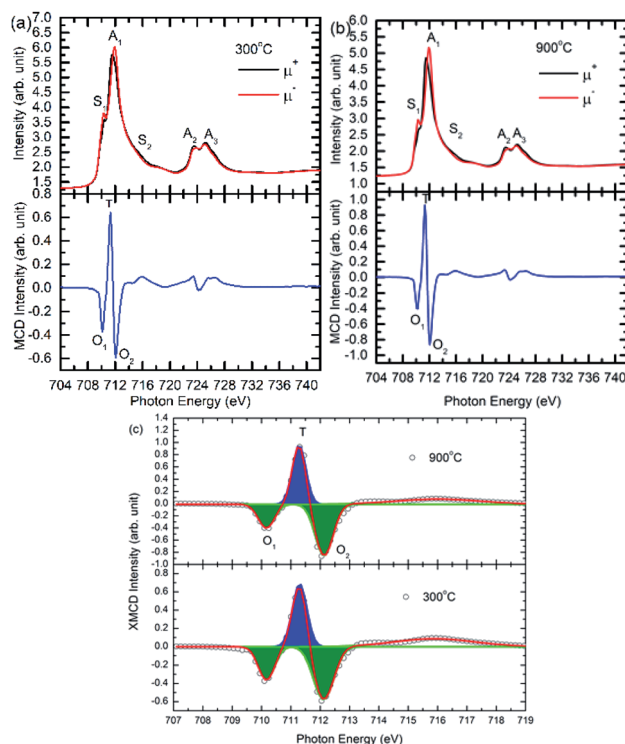 (a)
300°C
μ⁺
μ⁻
A₁
S₁
S₂
A₂
A₃
Intensity (arb. unit)
6.0
5.5
5.0
4.5
4.0
3.5
3.0
2.5
2.0
1.5
T
O₁
O₂
MCD Intensity (arb. unit)
0.6
0.4
0.2
0.0
-0.2
-0.4
-0.6
704 708 712 716 720 724 728 732 736 740
Photon Energy (eV)
(b)
900°C
μ⁺
μ⁻
A₁
S₁
S₂
A₂
A₃
Intensity (arb. unit)
6.0
5.5
5.0
4.5
4.0
3.5
3.0
2.5
2.0
1.5
1.0
T
O₁
O₂
MCD Intensity (arb. unit)
1.0
0.8
0.6
0.4
0.2
0.0
-0.2
-0.4
-0.6
-0.8
-1.0
704 708 712 716 720 724 728 732 736 740
Photon Energy (eV)
(c)
T
900°C
O₁
O₂
1.4
1.2
1.0
0.8
0.6
0.4
0.2
0.0
-0.2
-0.4
-0.6
-0.8
-1.0
300°C
0.8
0.6
0.4
0.2
0.0
-0.2
-0.4
-0.6
XMCD Intensity (arb. unit)
707 708 709 710 711 712 713 714 715 716 717 718 719
Photon Energy (eV)